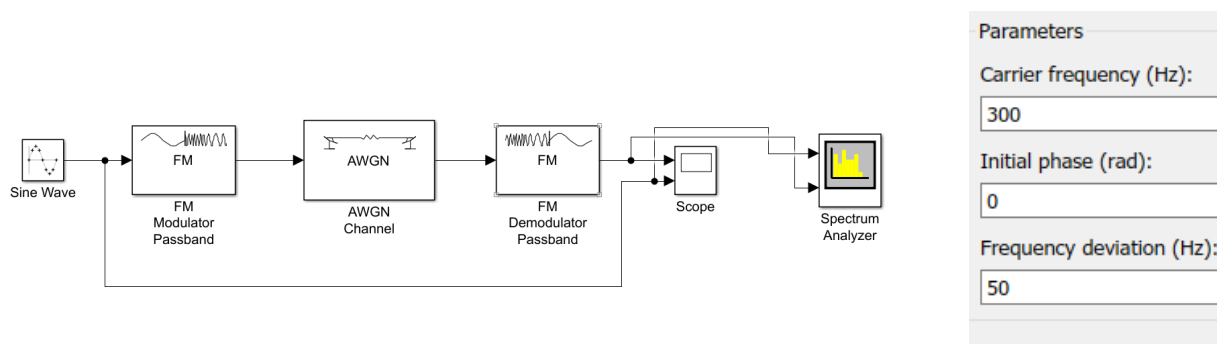 FM
AWGN
FM
Sine Wave
FM
Modulator
Passband
AWGN
Channel
FM
Demodulator
Passband
Scope
Spectrum
Analyzer
Parameters
Carrier frequency (Hz):
300
Initial phase (rad):
0
Frequency deviation (Hz):
50